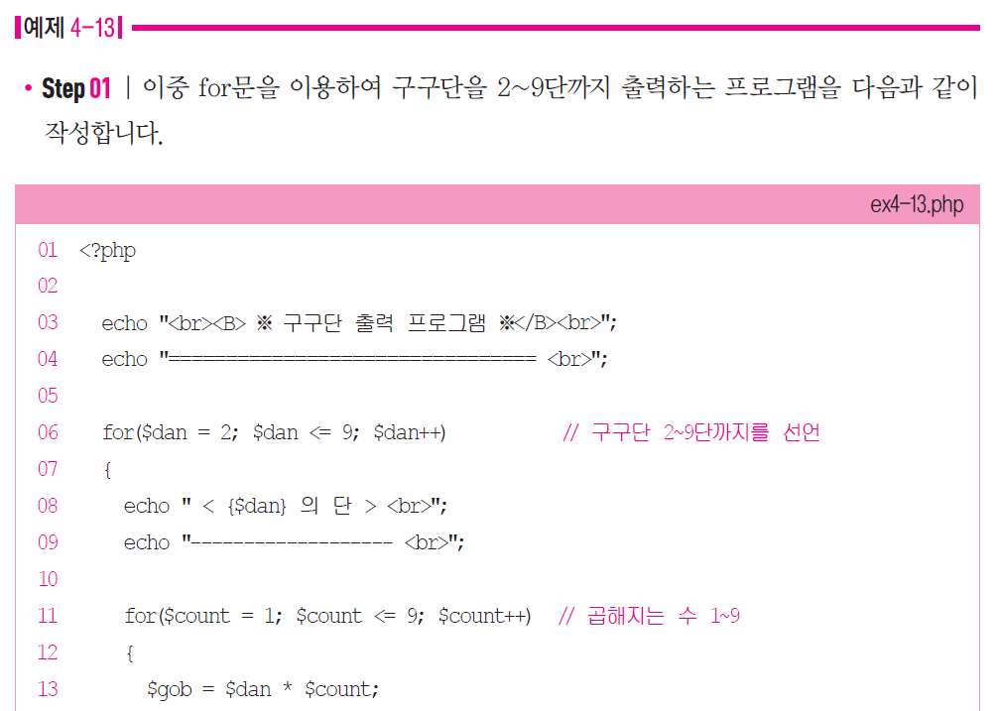 예제 4-13
• Step 01 | 이중 for문을 이용하여 구구단을 2~9단까지 출력하는 프로그램을 다음과 같이
작성합니다.
ex4-13.php
01 <?php
02
03 echo "<br><B> ※ 구구단 출력 프로그램 ※</B><br>";
04 echo "================================ <br>";
05
06 for($dan = 2; $dan <= 9; $dan++) // 구구단 2~9단까지를 선언
07 {
08 echo " < {$dan} 의 단 > <br>";
09 echo "------------------- <br>";
10
11 for($count = 1; $count <= 9; $count++) // 곱해지는 수 1~9
12 {
13 $gob = $dan * $count;